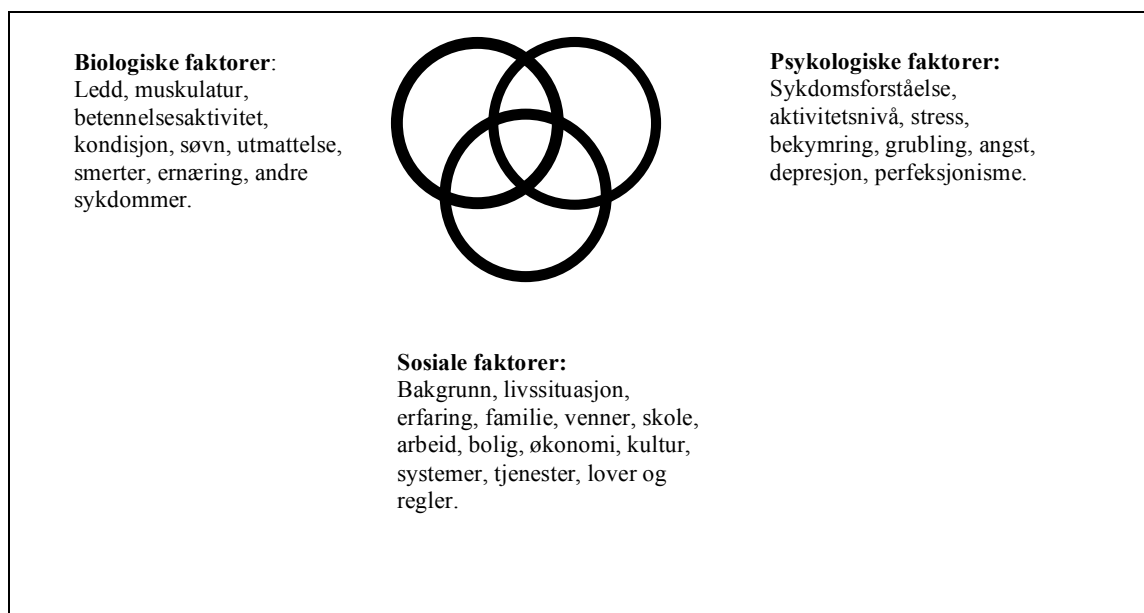 Biologiske faktorer:
Ledd, muskulatur,
betennelsesaktivitet,
kondisjon, søvn, utmattelse,
smerter, ernæring, andre
sykdommer.
Psykologiske faktorer:
Sykdomsforståelse,
aktivitetsnivå, stress,
bekymring, grubling, angst,
depresjon, perfeksjonisme.
Sosiale faktorer:
Bakgrunn, livssituasjon,
erfaring, familie, venner, skole,
arbeid, bolig, økonomi, kultur,
systemer, tjenester, lover og
regler.